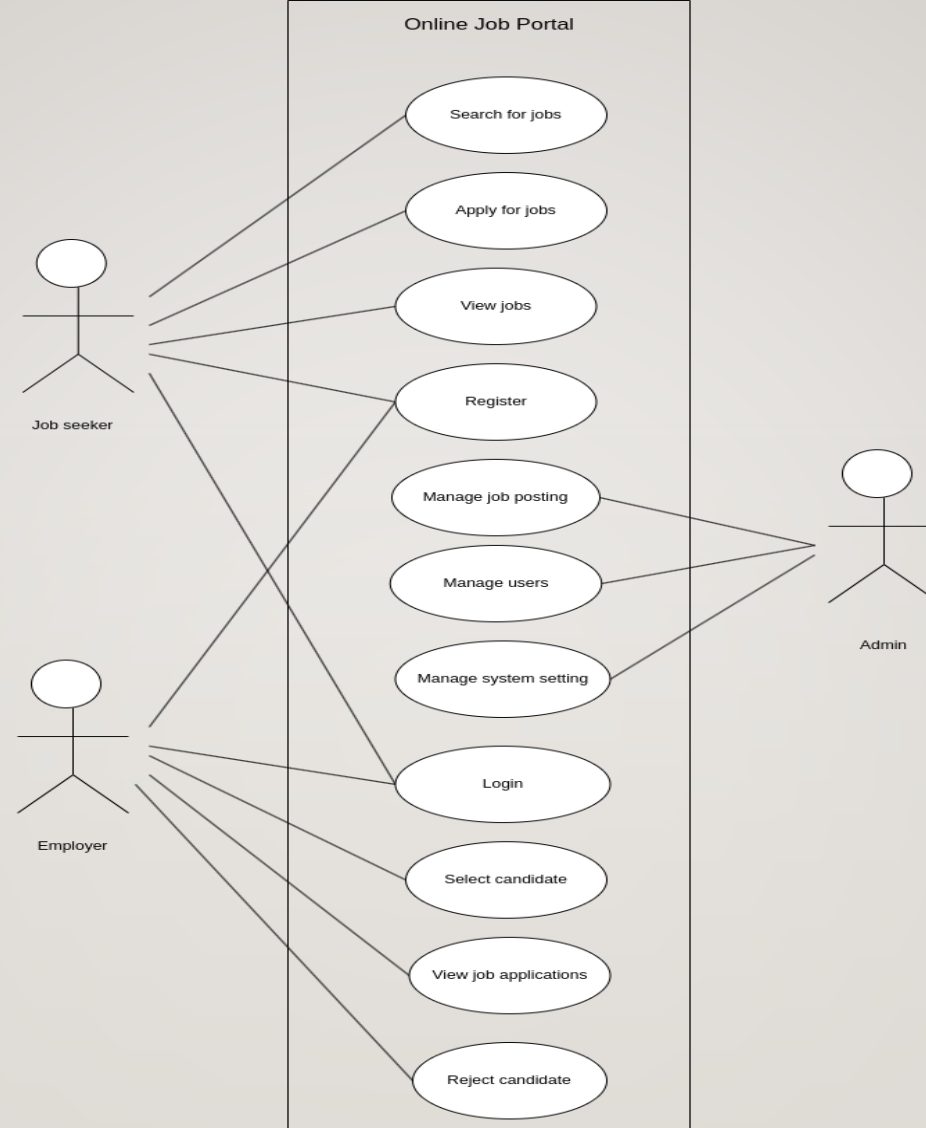 Online Job Portal
Search for jobs
Apply for jobs
View jobs
Register
Job seeker
Manage job posting
Manage users
Admin
Manage system setting
Login
Employer
Select candidate
View job applications
Reject candidate